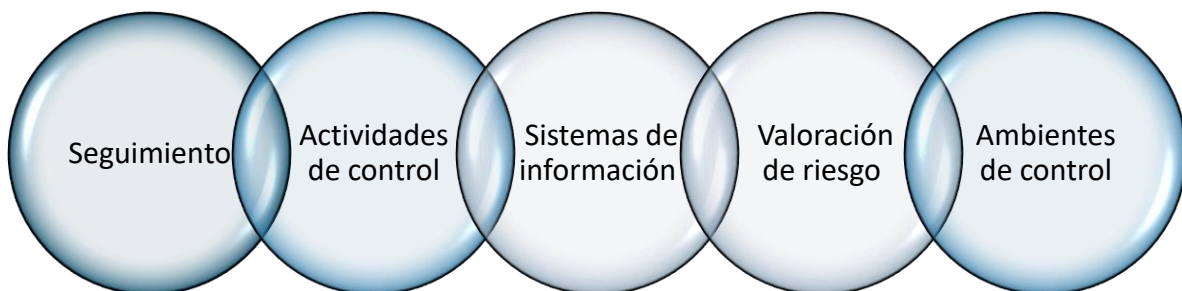 Seguimiento
Actividades
de control
Sistemas de
información
Valoración
de riesgo
Ambientes
de control